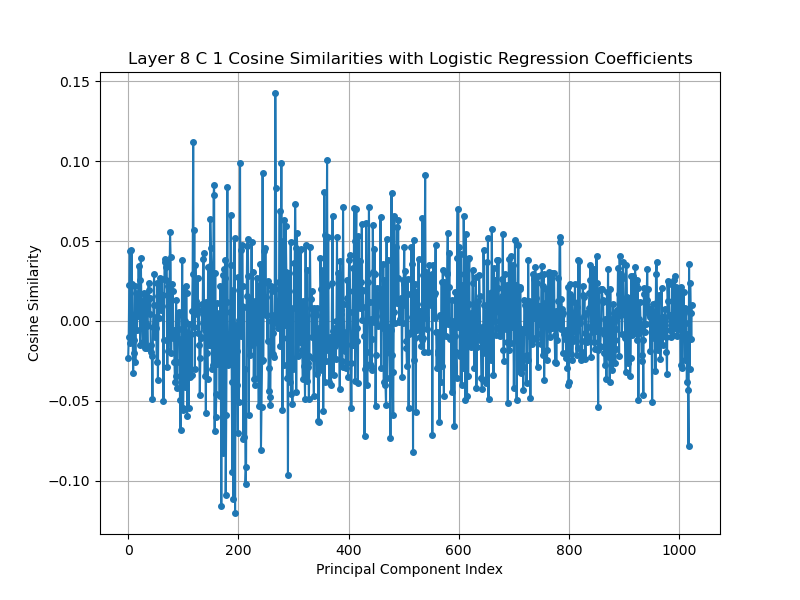 Layer 8 C 1 Cosine Similarities with Logistic Regression Coefficients
0.15
0.10
0.05
0.00
−0.05
−0.10
Cosine Similarity
0 200 400 600 800 1000
Principal Component Index